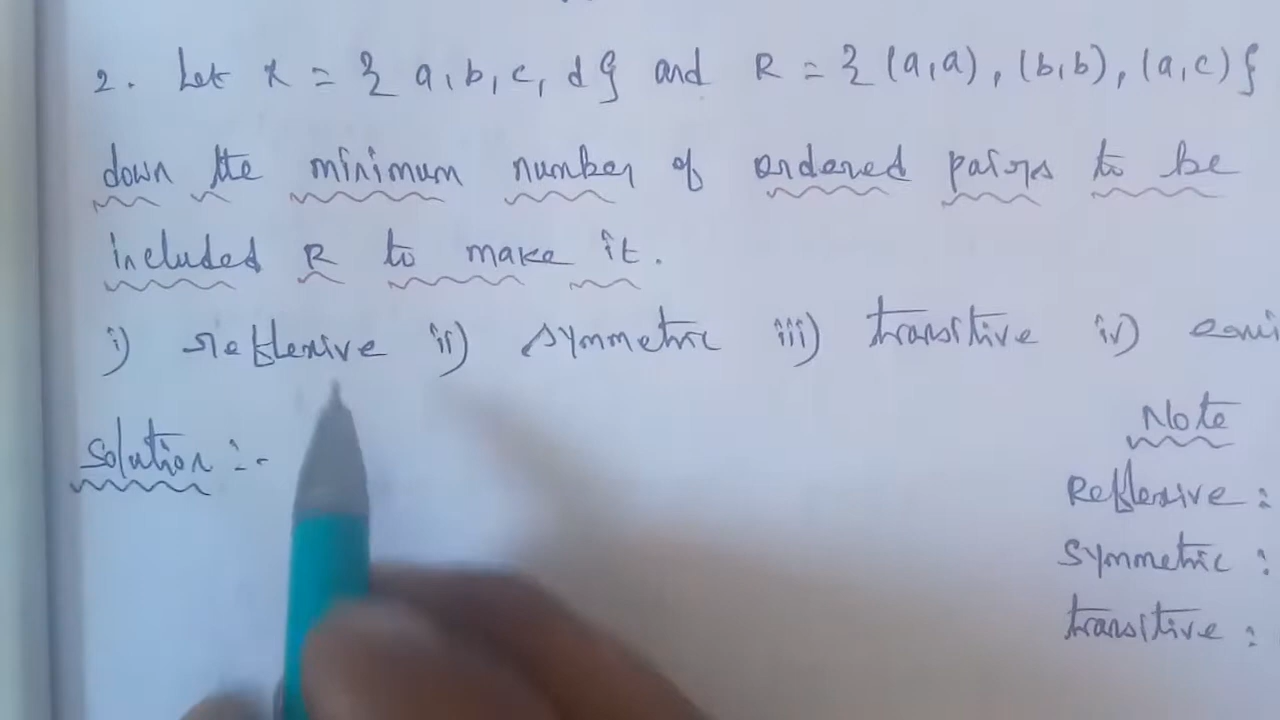 2. Let X = { a, b, c, d } and R = { (a,a), (b,b), (a,c) }
down the minimum number of ordered pairs to be
included R to make it.
i) reflexive ii) symmetric iii) transitive iv) equi
Solution :-
Note
Reflexive :
Symmetric :
transitive :